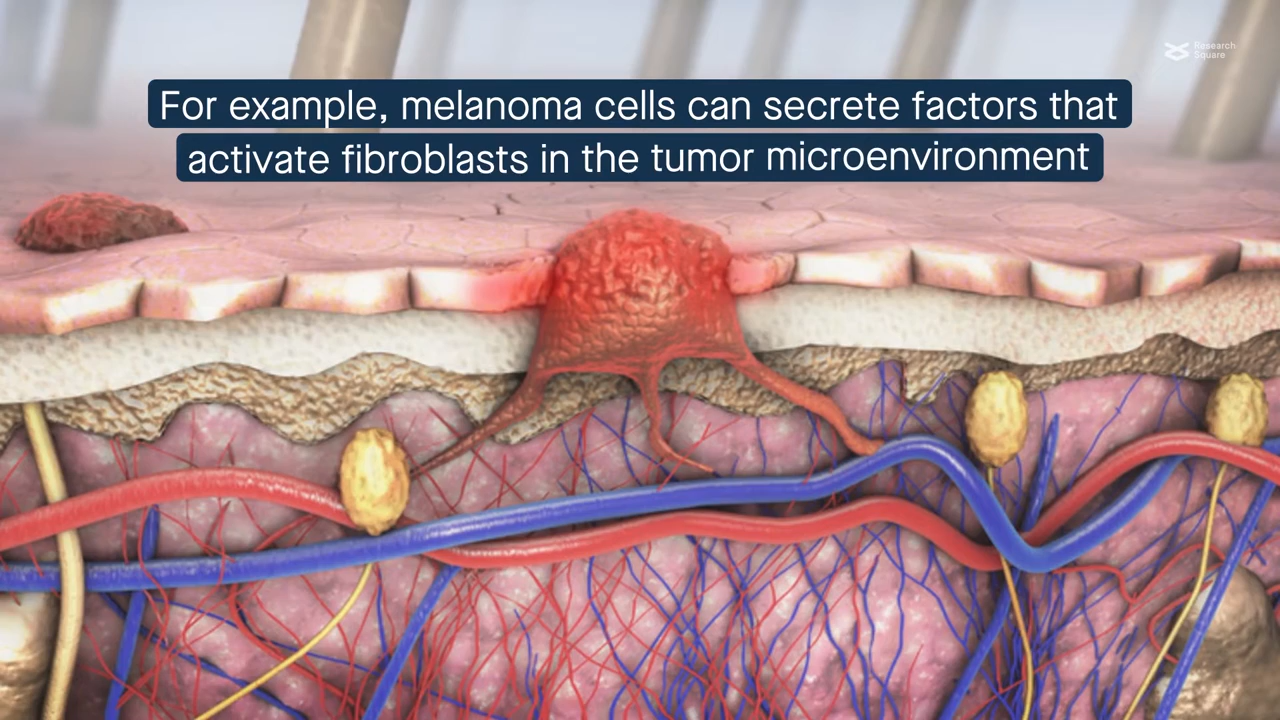 Research
Square
For example, melanoma cells can secrete factors that
activate fibroblasts in the tumor microenvironment